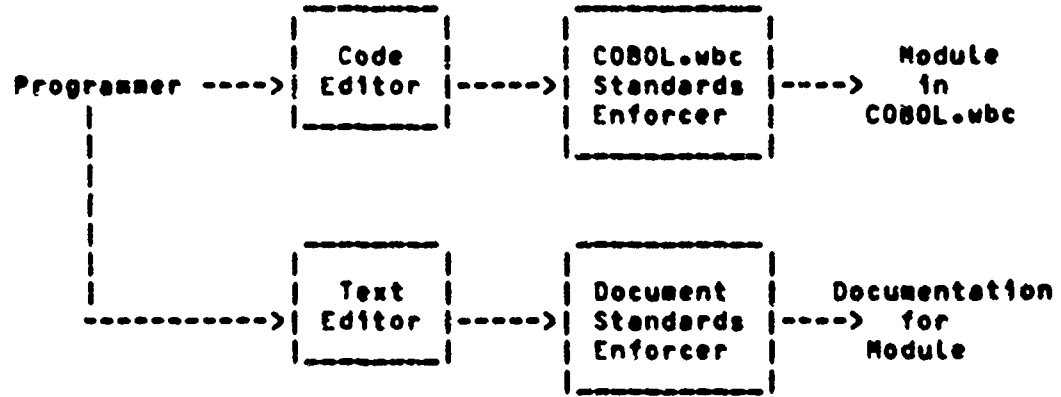 Code
Editor
COBOL.wbc
Standards
Enforcer
Programmer
Module
in
COBOL.wbc
Text
Editor
Document
Standards
Enforcer
Documentation
for
Module